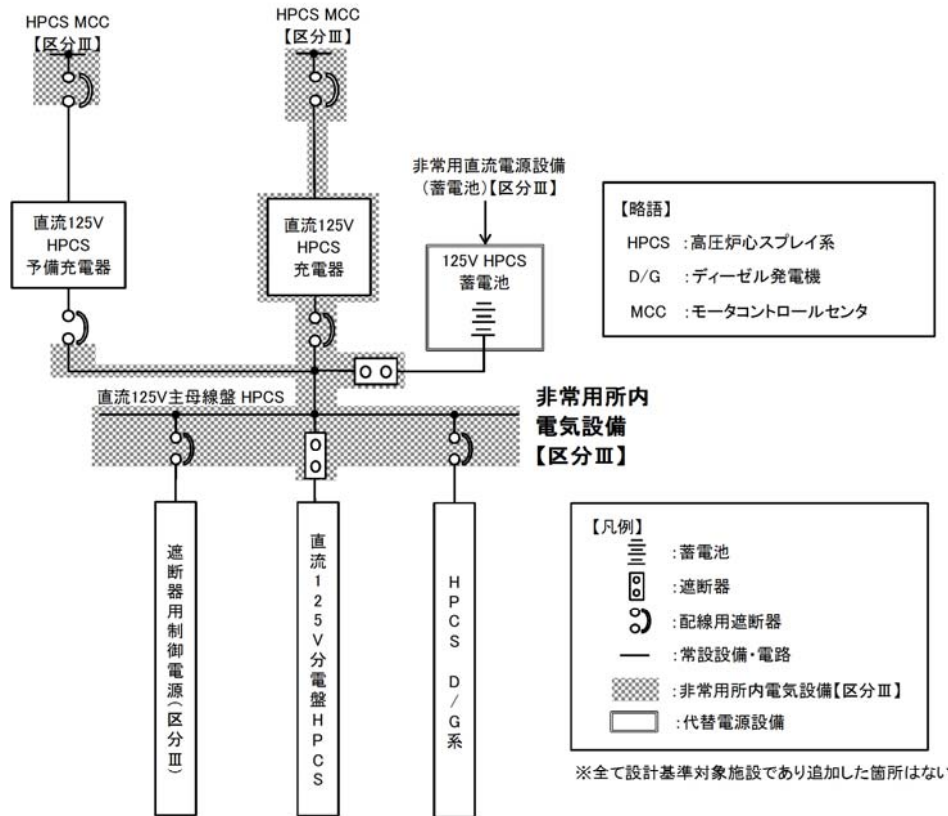 HPCS MCC
【区分Ⅲ】
HPCS MCC
【区分Ⅲ】
非常用直流電源設備
(蓄電池)【区分Ⅲ】
直流125V
HPCS
予備充電器
直流125V
HPCS
充電器
125V HPCS
蓄電池
【略語】
HPCS :高圧炉心スプレイ系
D/G :ディーゼル発電機
MCC :モータコントロールセンタ
直流125V主母線盤 HPCS
非常用所内
電気設備
【区分Ⅲ】
遮断器用制御電源(区分Ⅲ)
直流125V分電盤HPCS
HPCS D/G系
【凡例】
:蓄電池
:遮断器
:配線用遮断器
:常設設備・電路
:非常用所内電気設備【区分Ⅲ】
:代替電源設備
※全て設計基準対象施設であり追加した箇所はない